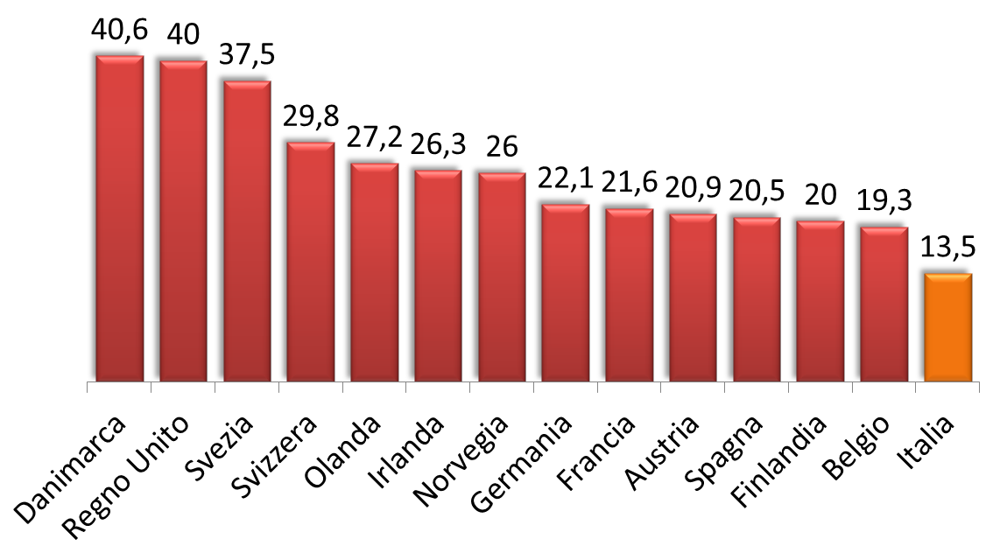 40,6
40
37,5
29,8
27,2
26,3
26
22,1
21,6
20,9
20,5
20
19,3
13,5
Danimarca
Regno Unito
Svezia
Svizzera
Olanda
Irlanda
Norvegia
Germania
Francia
Austria
Spagna
Finlandia
Belgio
Italia